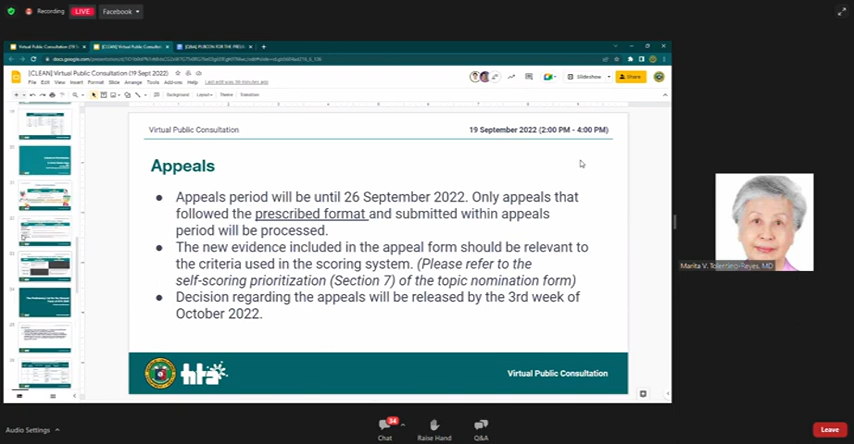 Recording
LIVE
Facebook
[CLEAN] Virtual Public Consultation (19 Sept 2022)
File Edit View Insert Format Slide Arrange Tools Add-ons Help
Slideshow
Share
Background
Layout
Theme
Transition
Virtual Public Consultation
19 September 2022 (2:00 PM - 4:00 PM)
Appeals
● Appeals period will be until 26 September 2022. Only appeals that
followed the prescribed format and submitted within appeals
period will be processed.
● The new evidence included in the appeal form should be relevant to
the criteria used in the scoring system. (Please refer to the
self-scoring prioritization (Section 7) of the topic nomination form)
● Decision regarding the appeals will be released by the 3rd week of
October 2022.
hta
Virtual Public Consultation
Marita V. Tolentino-Reyes, MD
Audio Settings
34
Chat
Raise Hand
Q&A
Leave